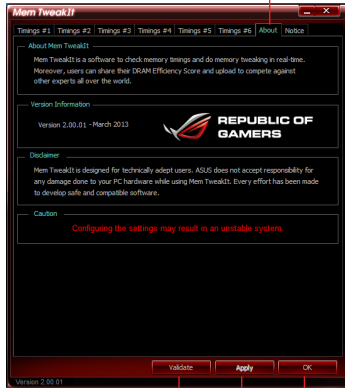 Mem TweakIt
Timings #1 Timings #2 Timings #3 Timings #4 Timings #5 Timings #6 About Notice
About Mem TweakIt
Mem TweakIt is a software to check memory timings and do memory tweaking in real-time.
Moreover, users can share their DRAM Efficiency Score and upload to compete against
other experts all over the world.
Version Information
Version 2.00.01 - March 2013
REPUBLIC OF
GAMERS
Disclaimer
Mem TweakIt is designed for technically adept users. ASUS does not accept responsibility for
any damage done to your PC hardware while using Mem TweakIt. Every effort has been made
to develop safe and compatible software.
Caution
Configuring the settings may result in an unstable system.
Validate Apply OK
Version 2.00.01